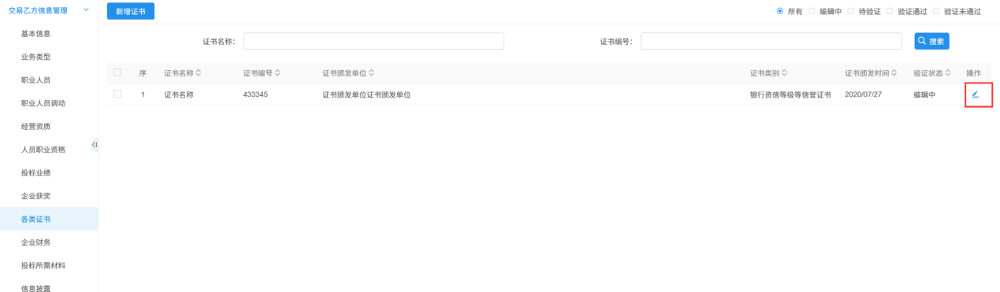 交易乙方信息管理
基本信息
业务类型
职业人员
职业人员调动
经营资质
人员职业资格
投标业绩
企业获奖
各类证书
企业财务
投标所需材料
信息披露
新增证书
所有 编辑中 待验证 验证通过 验证未通过
证书名称: 证书编号: 搜索
序 证书名称 证书编号 证书颁发单位 证书类别 证书颁发时间 验证状态 操作
1 证书名称 433345 证书颁发单位证书颁发单位 银行资信等级等信誉证书 2020/07/27 编辑中